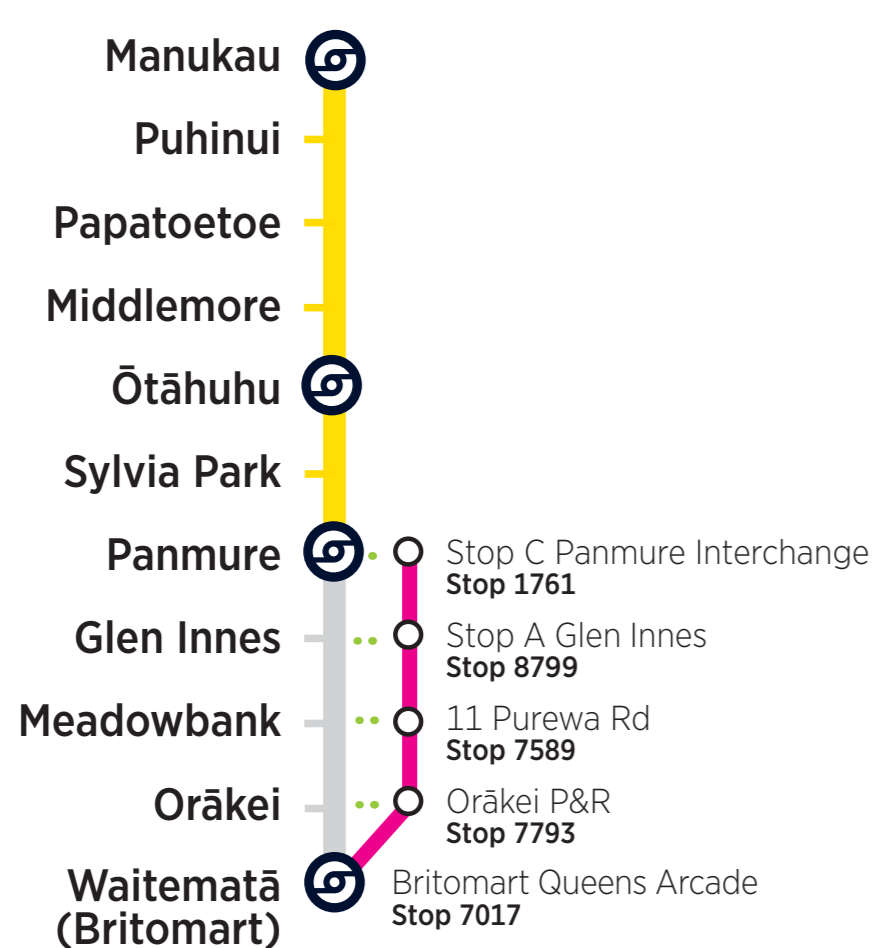 Manukau
Puhinui
Papatoetoe
Middlemore
Ōtāhuhu
Sylvia Park
Panmure
Stop C Panmure Interchange
Stop 1761
Glen Innes
Stop A Glen Innes
Stop 8799
Meadowbank
11 Purewa Rd
Stop 7589
Orākei
Orākei P&R
Stop 7793
Waitematā
(Britomart)
Britomart Queens Arcade
Stop 7017